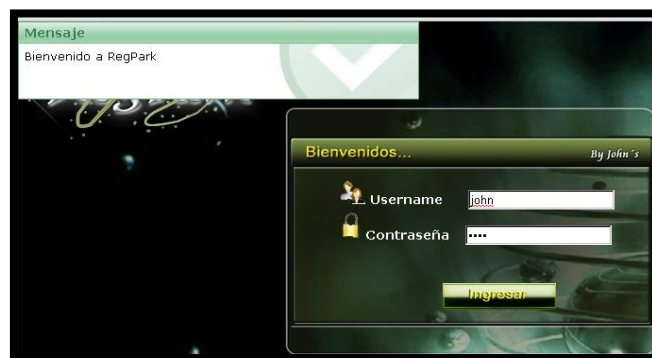 Mensaje
Bienvenido a RegPark
Bienvenidos...
By John´s
Username
john
Contraseña
••••
Ingresar